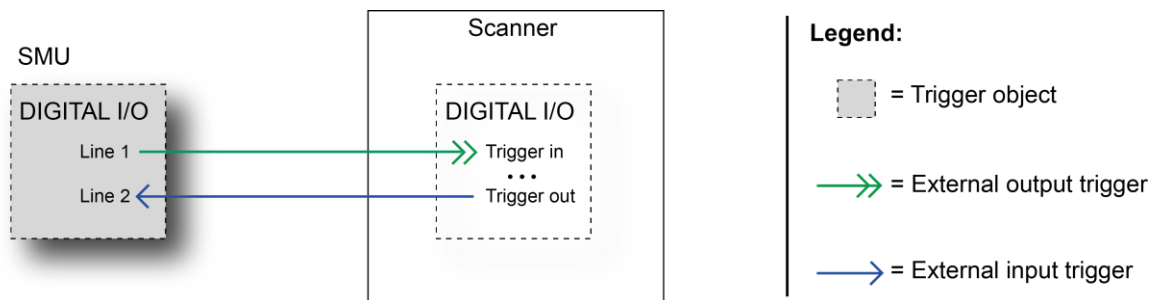 Scanner
SMU
DIGITAL I/O
Line 1
Line 2
DIGITAL I/O
Trigger in
...
Trigger out
Legend:
= Trigger object
= External output trigger
= External input trigger